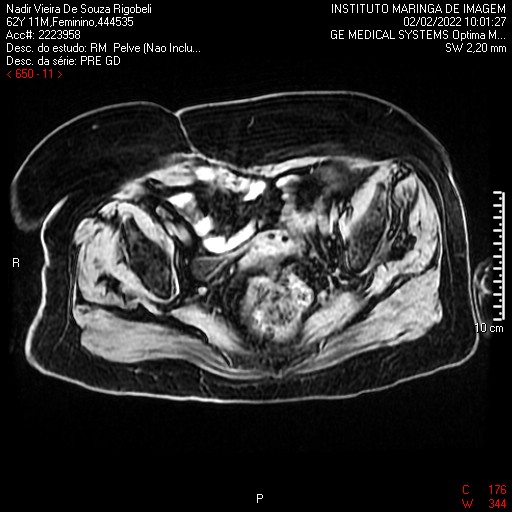 Nadir Vieira De Souza Rigobeli
62Y 11M,Feminino,444535
Acc#: 2223958
Desc. do estudo: RM Pelve (Nao Inclu...
Desc. da série: PRE GD
< 650 - 11 >
INSTITUTO MARINGA DE IMAGEM
02/02/2022 10:01:27
GE MEDICAL SYSTEMS Optima M...
SW 2,20 mm
R
10 cm
P
C 176
W 344